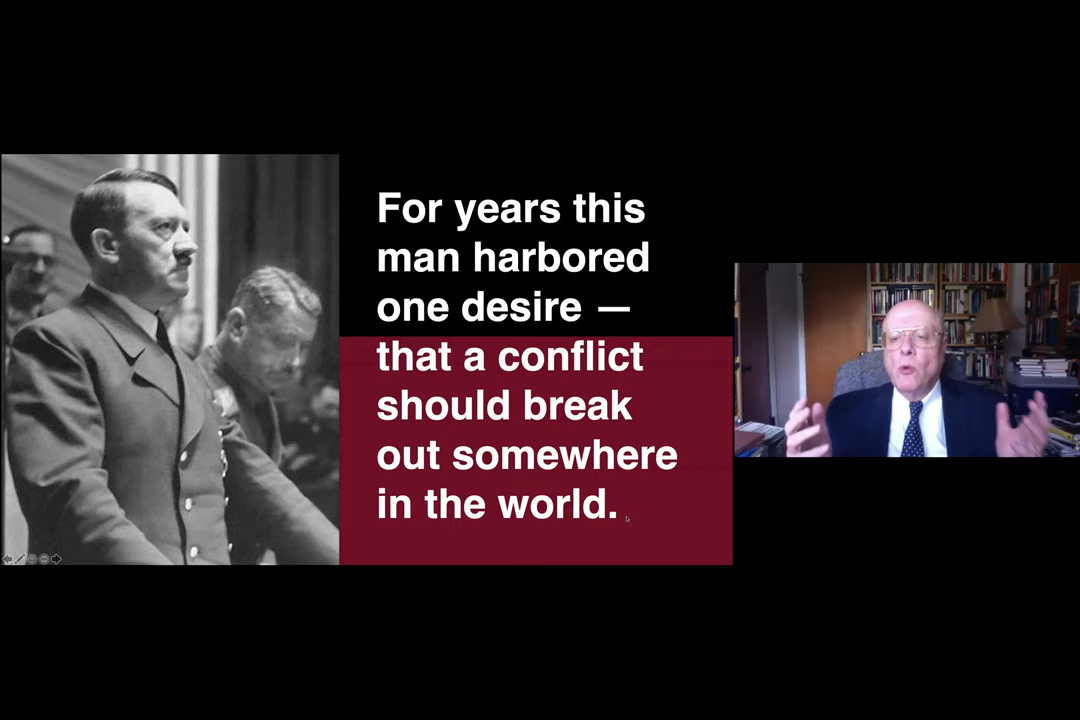 For years this
man harbored
one desire —
that a conflict
should break
out somewhere
in the world.